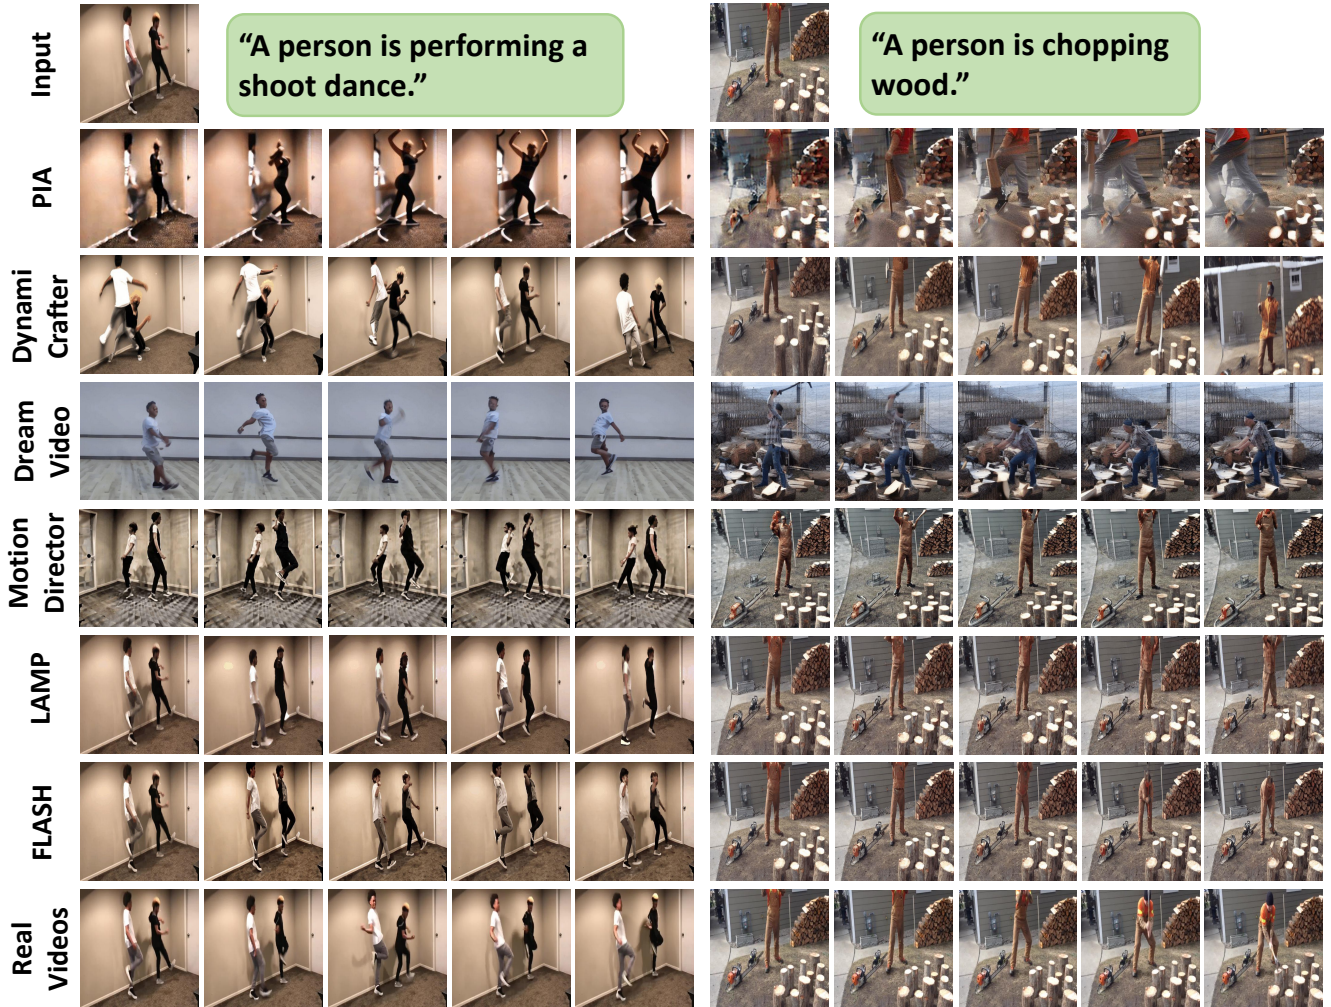 Input
“A person is performing a
shoot dance.”
“A person is chopping
wood.”
PIA
Dynami
Crafter
Dream
Video
Motion
Director
LAMP
FLASH
Real
Videos